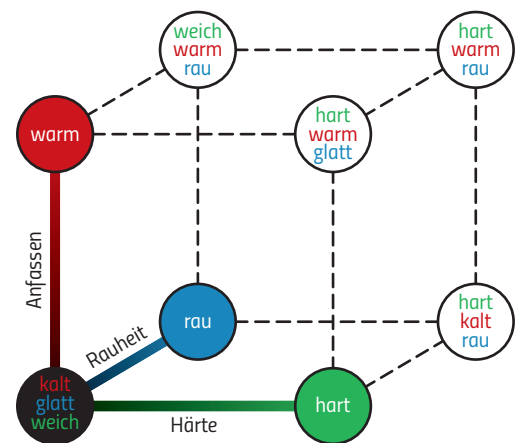 weich
warm
rau
hart
warm
rau
warm
hart
warm
glatt
Anfassen
Rauheit
rau
hart
kalt
rau
kalt
glatt
weich
Härte
hart